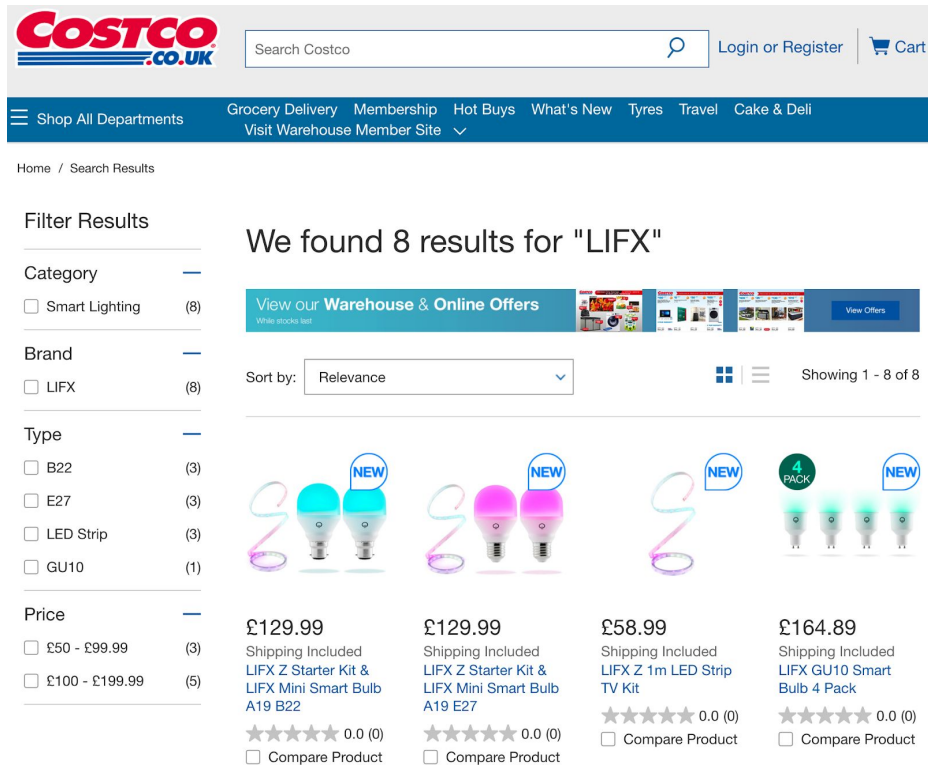 COSTCO
.CO.UK
Search Costco
Login or Register
Cart
Shop All Departments
Grocery Delivery Membership Hot Buys What's New Tyres Travel Cake & Deli
Visit Warehouse Member Site
Home / Search Results
Filter Results
Category
Smart Lighting (8)
Brand
LIFX (8)
Type
B22 (3)
E27 (3)
LED Strip (3)
GU10 (1)
Price
£50 - £99.99 (3)
£100 - £199.99 (5)
We found 8 results for "LIFX"
View our Warehouse & Online Offers
While stocks last
View Offers
Sort by: Relevance
Showing 1 - 8 of 8
NEW
£129.99
Shipping Included
LIFX Z Starter Kit &
LIFX Mini Smart Bulb
A19 B22
0.0 (0)
Compare Product
NEW
£129.99
Shipping Included
LIFX Z Starter Kit &
LIFX Mini Smart Bulb
A19 E27
0.0 (0)
Compare Product
NEW
£58.99
Shipping Included
LIFX Z 1m LED Strip
TV Kit
0.0 (0)
Compare Product
4
PACK
NEW
£164.89
Shipping Included
LIFX GU10 Smart
Bulb 4 Pack
0.0 (0)
Compare Product